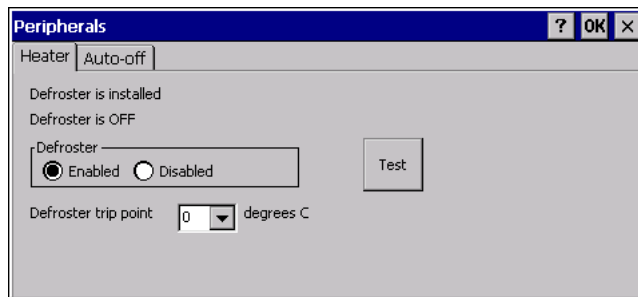 Peripherals ? OK ×
Heater Auto-off
Defroster is installed
Defroster is OFF
Defroster
Enabled Disabled
Test
Defroster trip point 0 degrees C